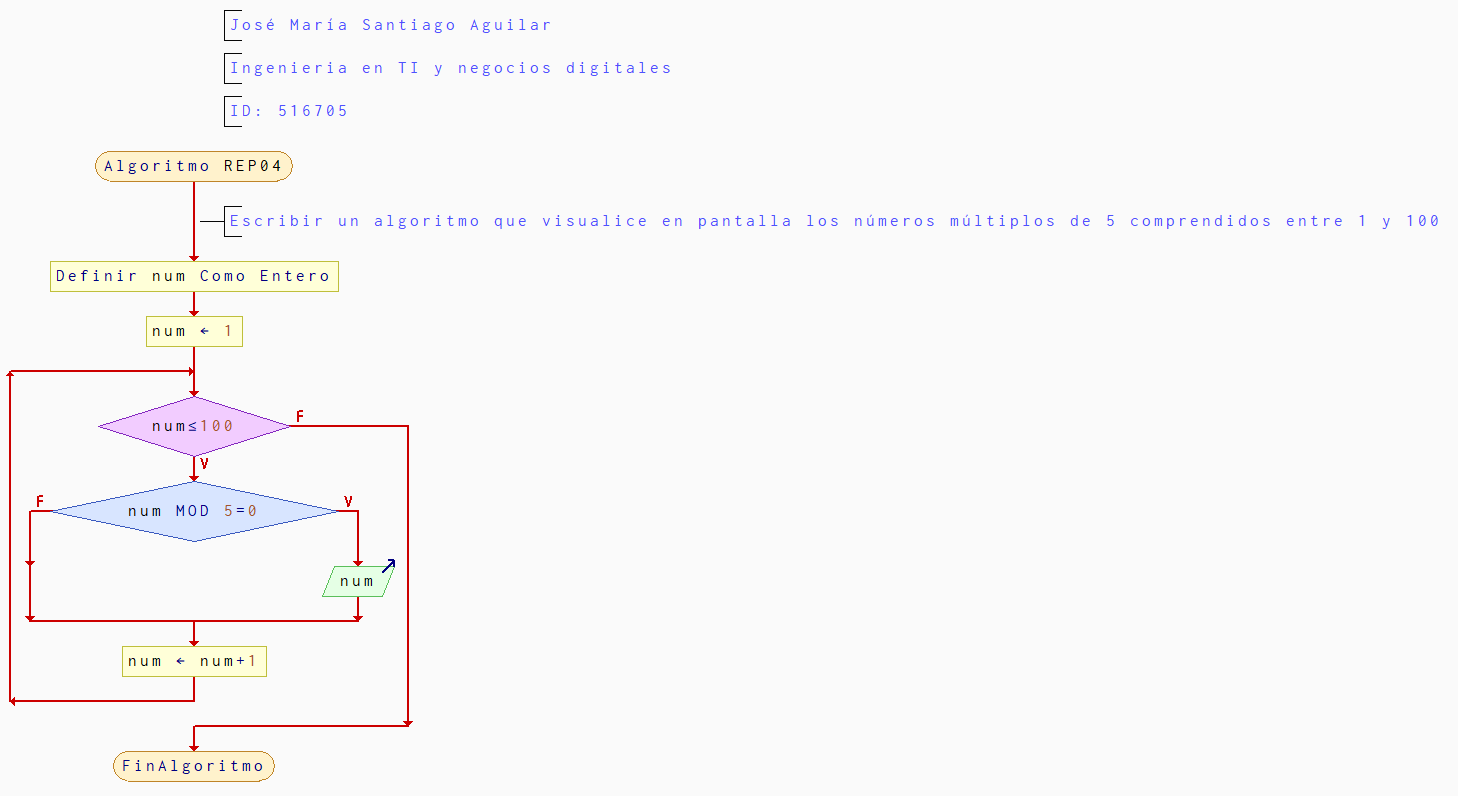 José María Santiago Aguilar
Ingenieria en TI y negocios digitales
ID: 516705
Algoritmo REP04
Escribir un algoritmo que visualice en pantalla los números múltiplos de 5 comprendidos entre 1 y 100
Definir num Como Entero
num ← 1
num≤100
F
V
num MOD 5=0
F
V
num
num ← num+1
FinAlgoritmo